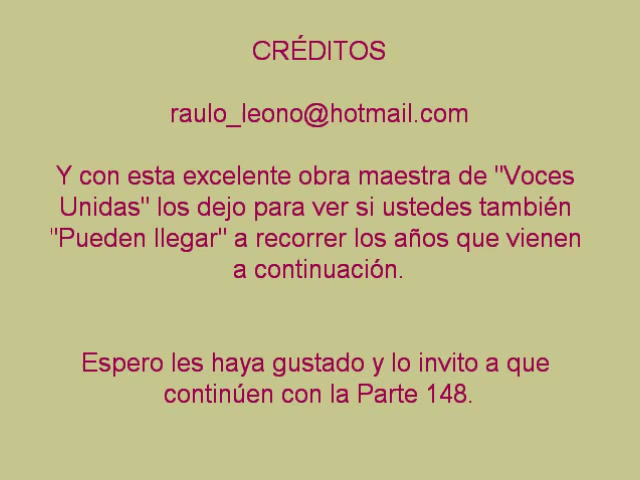 CRÉDITOS
raulo_leono@hotmail.com
Y con esta excelente obra maestra de "Voces
Unidas" los dejo para ver si ustedes también
"Pueden llegar" a recorrer los años que vienen
a continuación.
Espero les haya gustado y lo invito a que
continúen con la Parte 148.